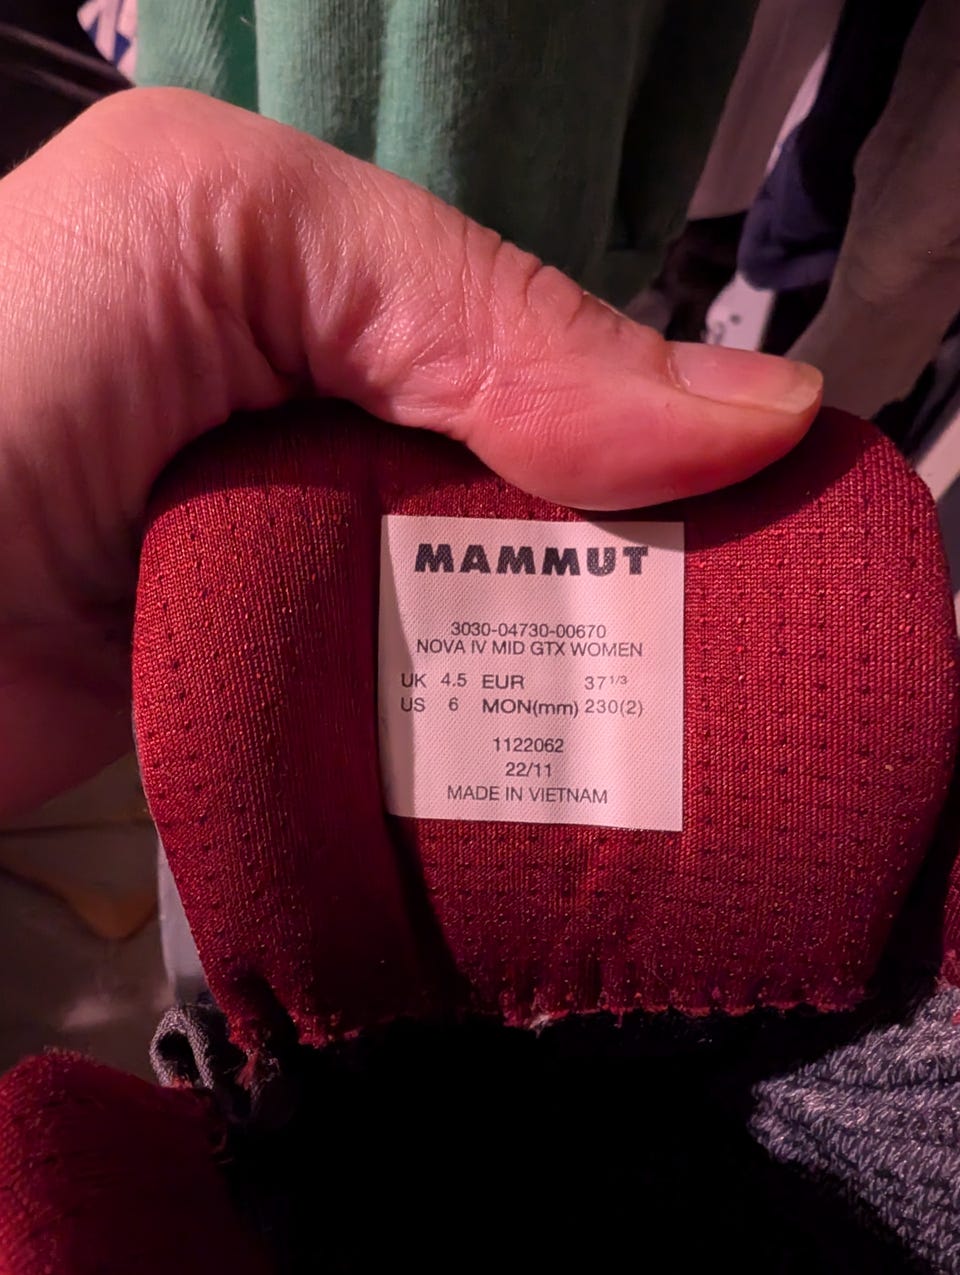 MAMMUT
3030-04730-00670
NOVA IV MID GTX WOMEN
UK 4.5 EUR 37 1/3
US 6 MON(mm) 230(2)
1122062
22/11
MADE IN VIETNAM